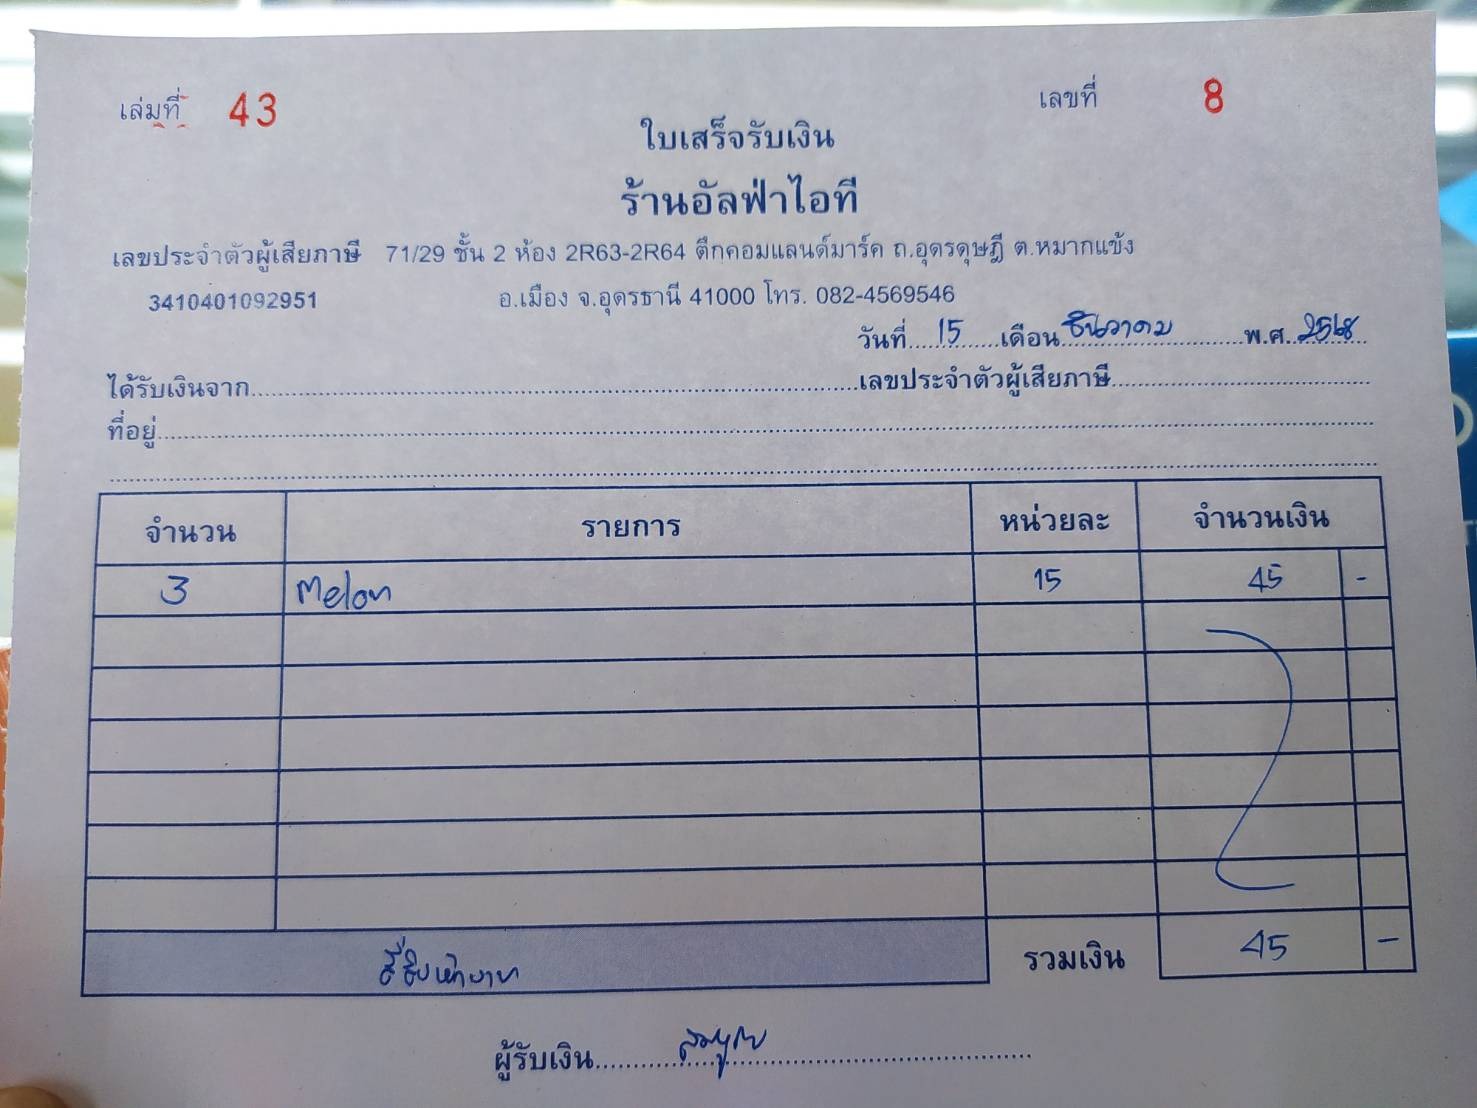 เล่มที่ 43 เลขที่ 8
ใบเสร็จรับเงิน
ร้านอัลฟ่าไอที
เลขประจำตัวผู้เสียภาษี 71/29 ชั้น 2 ห้อง 2R63-2R64 ตึกคอมแลนด์มาร์ค ถ.อุดรดุษฎี ต.หมากแข้ง
3410401092951 อ.เมือง จ.อุดรธานี 41000 โทร. 082-4569546
วันที่ 15 เดือน ธันวาคม พ.ศ. 2568
ได้รับเงินจาก เลขประจำตัวผู้เสียภาษี
ที่อยู่
จำนวน รายการ หน่วยละ จำนวนเงิน
3 Melon 15 45 -
สี่สิบห้าบาท รวมเงิน 45 -
ผู้รับเงิน